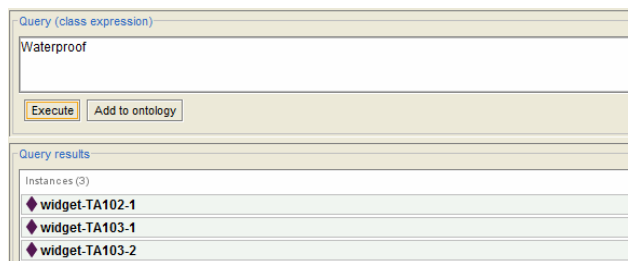 Query (class expression)
Waterproof
Execute Add to ontology
Query results
Instances (3)
widget-TA102-1
widget-TA103-1
widget-TA103-2